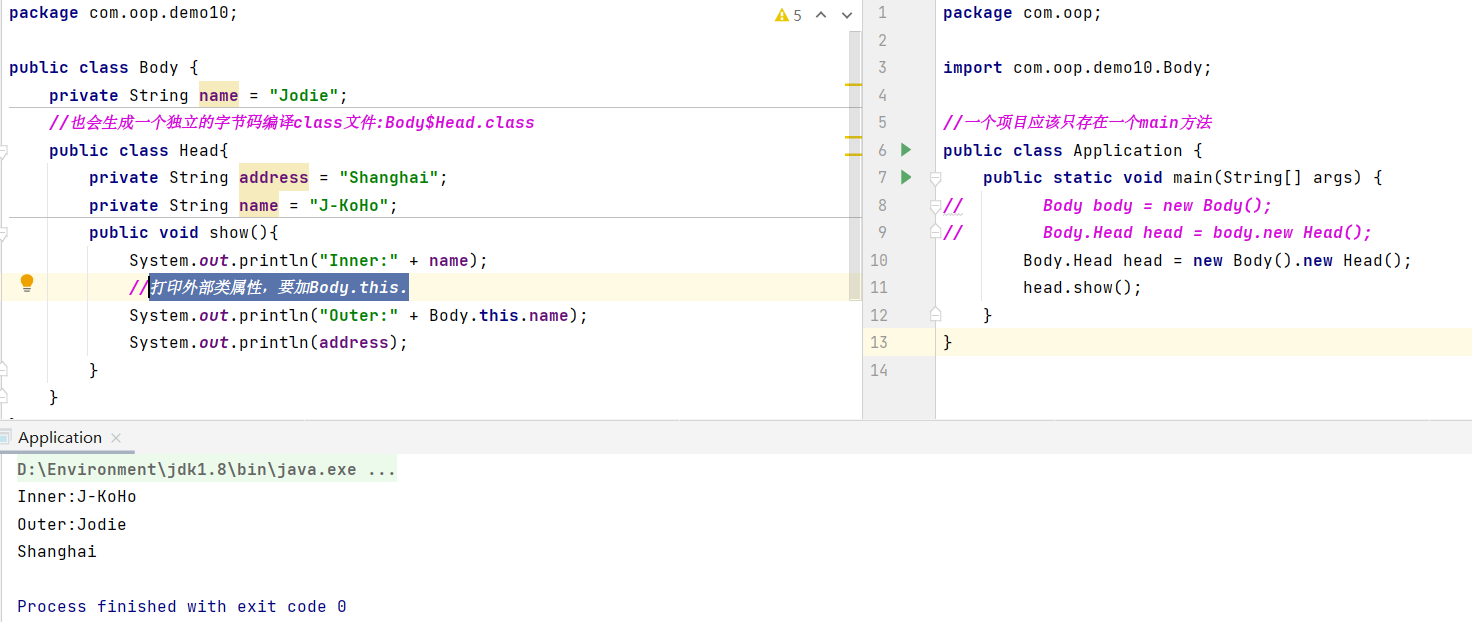 package com.oop.demo10;
5
public class Body {
private String name = "Jodie";
//也会生成一个独立的字节码编译class文件:Body$Head.class
public class Head{
private String address = "Shanghai";
private String name = "J-KoHo";
public void show(){
System.out.println("Inner:" + name);
//打印外部类属性，要加Body.this.
System.out.println("Outer:" + Body.this.name);
System.out.println(address);
}
}
1 package com.oop;
2
3 import com.oop.demo10.Body;
4
5 //一个项目应该只存在一个main方法
6 public class Application {
7 public static void main(String[] args) {
8 // Body body = new Body();
9 // Body.Head head = body.new Head();
10 Body.Head head = new Body().new Head();
11 head.show();
12 }
13 }
14
Application
D:\Environment\jdk1.8\bin\java.exe ...
Inner:J-KoHo
Outer:Jodie
Shanghai
Process finished with exit code 0